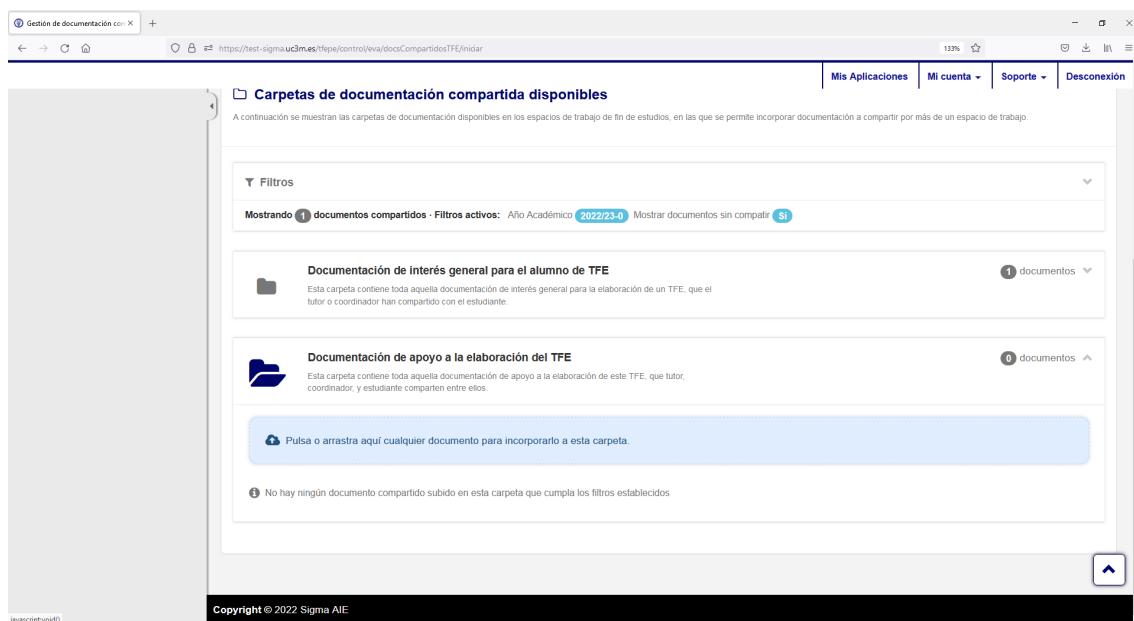 Gestión de documentación con
https://test-sigma.uc3m.es/tfepe/control/eva/docsCompartidosTFE/iniciar
133%
Mis Aplicaciones
Mi cuenta
Soporte
Desconexión
Carpetas de documentación compartida disponibles
A continuación se muestran las carpetas de documentación disponibles en los espacios de trabajo de fin de estudios, en las que se permite incorporar documentación a compartir por más de un espacio de trabajo.
Filtros
Mostrando 1 documentos compartidos · Filtros activos: Año Académico 2022/23-0 Mostrar documentos sin compatir Sí
Documentación de interés general para el alumno de TFE
1 documentos
Esta carpeta contiene toda aquella documentación de interés general para la elaboración de un TFE, que el
tutor o coordinador han compartido con el estudiante.
Documentación de apoyo a la elaboración del TFE
0 documentos
Esta carpeta contiene toda aquella documentación de apoyo a la elaboración de este TFE, que tutor,
coordinador, y estudiante comparten entre ellos.
Pulsa o arrastra aquí cualquier documento para incorporarlo a esta carpeta.
No hay ningún documento compartido subido en esta carpeta que cumpla los filtros establecidos
Copyright © 2022 Sigma AIE
javascript:void(0)